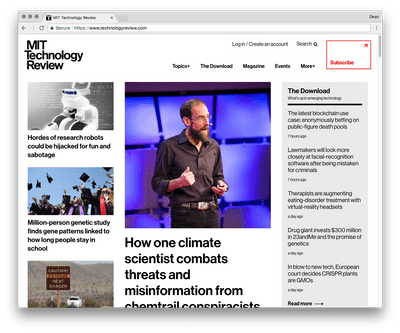 MIT Technology Review
Dean
Secure https://www.technologyreview.com
MIT
Technology
Review
Log in / Create an account
Search
Subscribe
Topics+
The Download
Magazine
Events
More+
Hordes of research robots
could be hijacked for fun and
sabotage
Million-person genetic study
finds gene patterns linked to
how long people stay in
school
CAUTION
EXTREME
HEAT
DANGER
How one climate
scientist combats
threats and
misinformation from
chemtrail conspiracists
The Download
What's up in emerging technology
The latest blockchain use
case: anonymously betting on
public-figure death pools
7 hours ago
Lawmakers will look more
closely at facial-recognition
software after being mistaken
for criminals
7 hours ago
Therapists are augmenting
eating-disorder treatment with
virtual-reality headsets
a day ago
Drug giant invests $300 million
in 23andMe and the promise of
genetics
a day ago
In blow to new tech, European
court decides CRISPR plants
are GMOs
a day ago
Read more